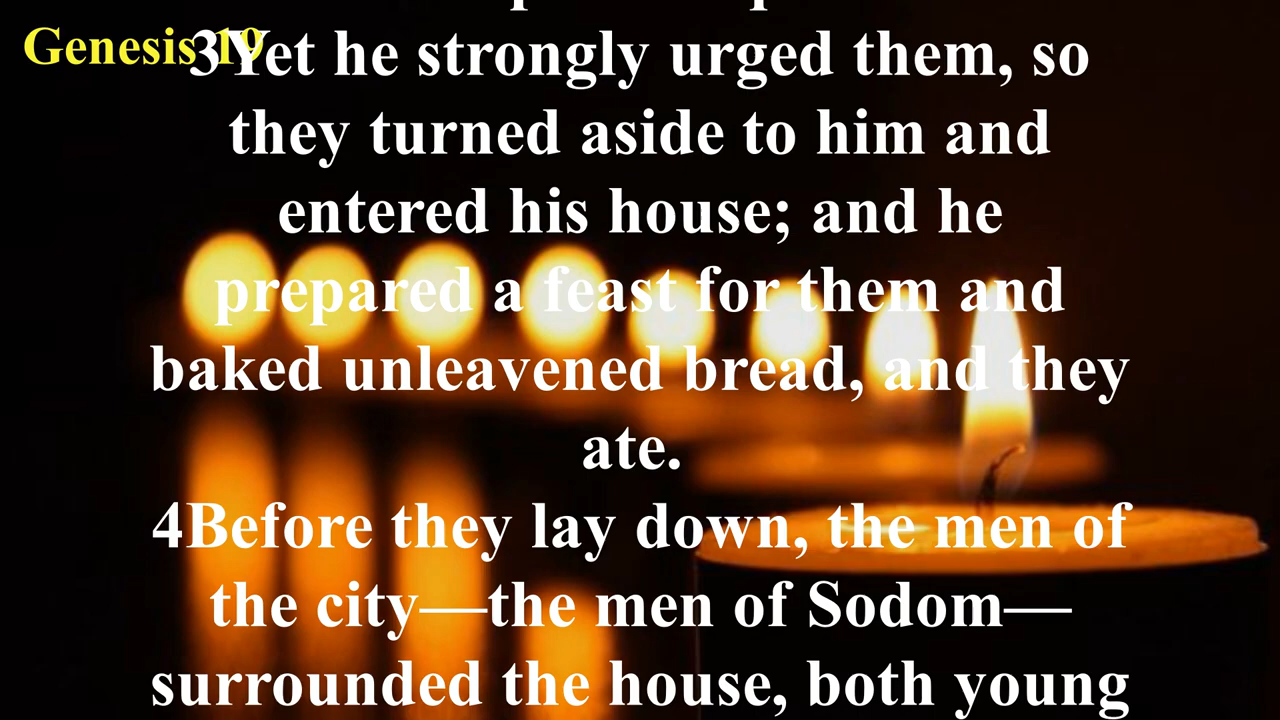 Genesis 19
3Yet he strongly urged them, so
they turned aside to him and
entered his house; and he
prepared a feast for them and
baked unleavened bread, and they
ate.
4Before they lay down, the men of
the city—the men of Sodom—
surrounded the house, both young